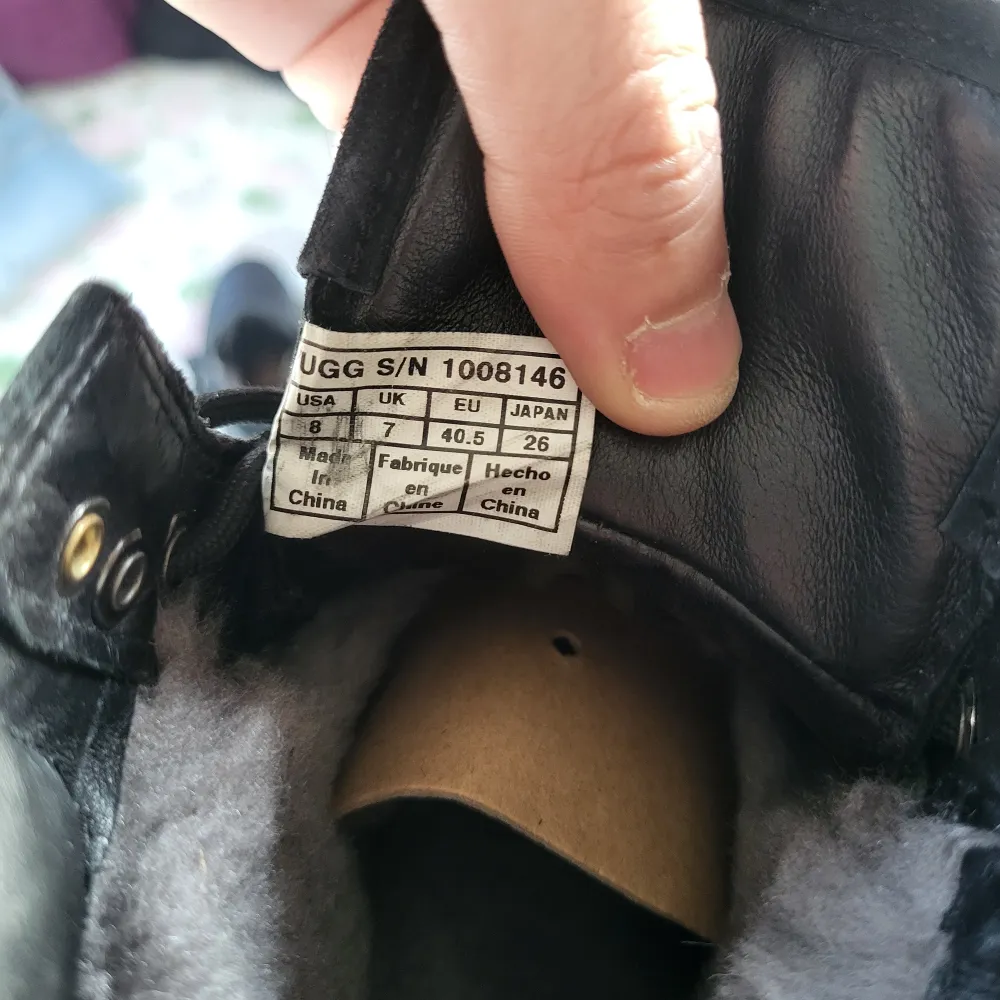 UGG S/N 1008146
USA UK EU JAPAN
8 7 40.5 26
Made Fabrique Hecho
In en en
China Chine China